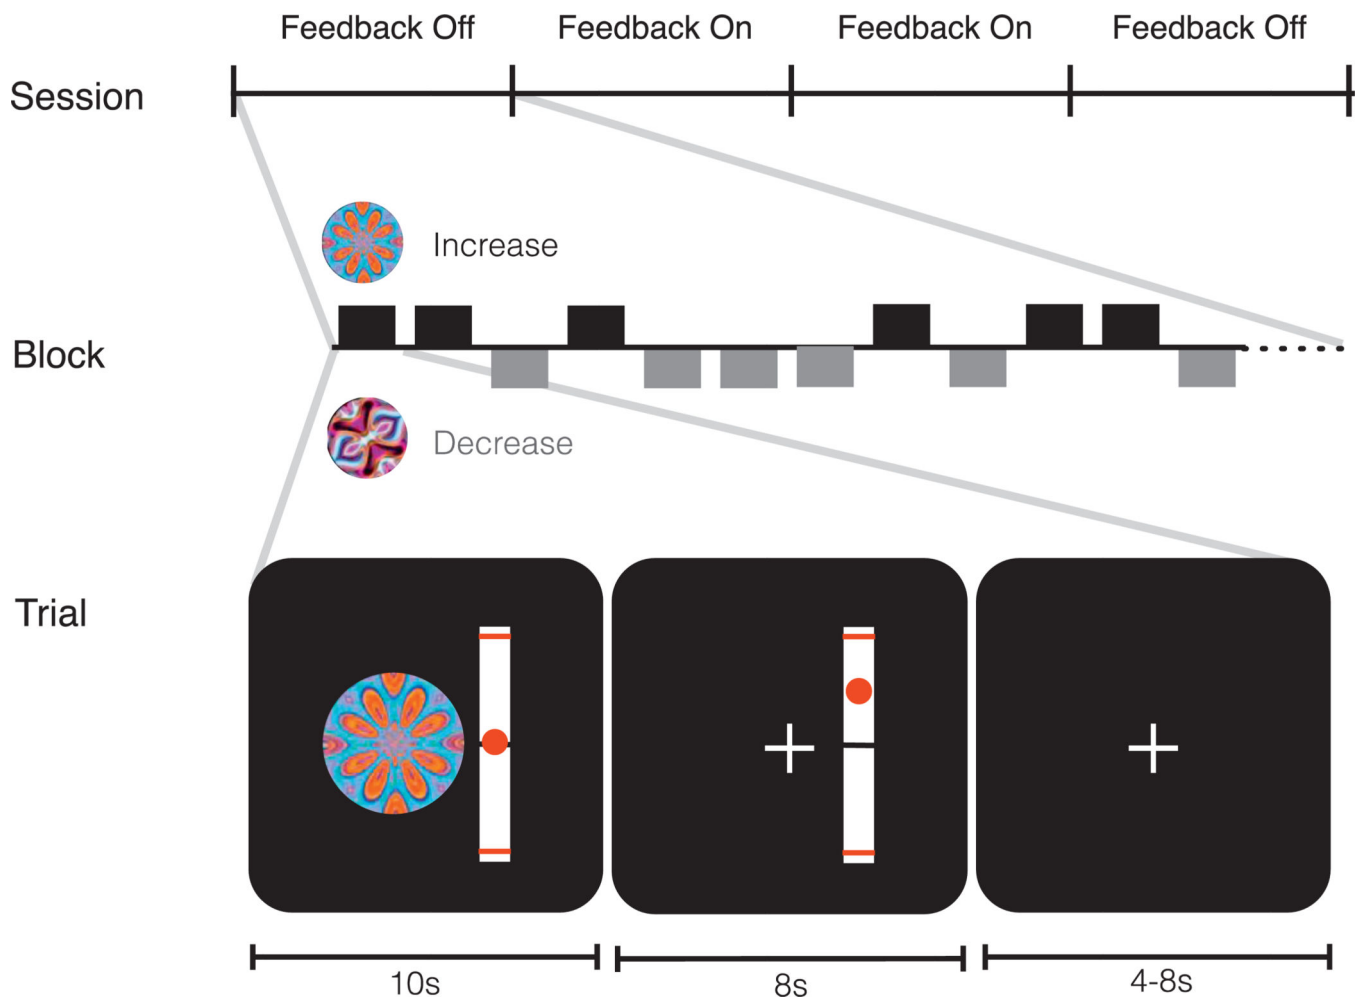 Feedback Off Feedback On Feedback On Feedback Off
Session
Increase
Block
Decrease
Trial
10s 8s 4-8s